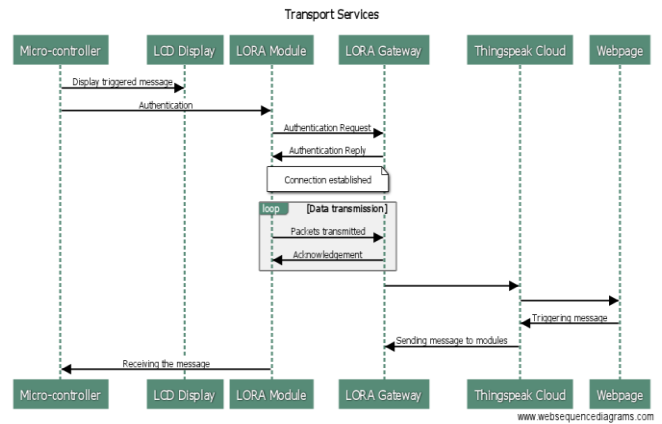 Transport Services
Micro-controller LCD Display LORA Module LORA Gateway Thingspeak Cloud Webpage
Display triggered message
Authentication
Authentication Request
Authentication Reply
Connection established
loop [Data transmission]
Packets transmitted
Acknowledgement
Triggering message
Sending message to modules
Receiving the message
Micro-controller LCD Display LORA Module LORA Gateway Thingspeak Cloud Webpage
www.websequencediagrams.com